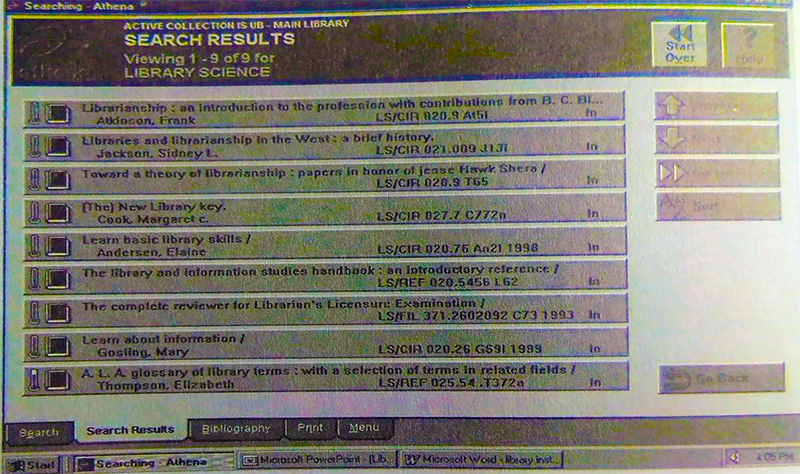 Searching - Athena
ACTIVE COLLECTION IS UB - MAIN LIBRARY
SEARCH RESULTS
Viewing 1 - 9 of 9 for
LIBRARY SCIENCE
Start
Over
Help
Librarianship : an introduction to the profession with contributions from B. C. Bl...
Atkinson, Frank LS/CIR 020.9 At5l In
Libraries and librarianship in the West : a brief history.
Jackson, Sidney L. LS/CIR 021.009 J13l In
Toward a theory of librarianship : papers in honor of jesse Hawk Shera /
LS/CIR 020.9 T65 In
[The] New Library key.
Cook, Margaret c. LS/CIR 027.7 C772n In
Learn basic library skills /
Andersen, Elaine LS/CIR 020.76 An2l 1998 In
The library and information studies handbook : an introductory reference /
LS/REF 020.5456 L62 In
The complete reviewer for Librarian's Licensure Examination /
LS/FIL 371.2602092 C73 1993 In
Learn about information /
Gosling, Mary LS/CIR 020.26 G69l 1999 In
A. L. A. glossary of library terms : with a selection of terms in related fields /
Thompson, Elizabeth LS/REF 025.54 .T372a In
Sort
Go Back
Search
Search Results
Bibliography
Print
Menu
Start
Searching - Athena
Microsoft PowerPoint - [Lib...
Microsoft Word - library inst...
4:05 PM